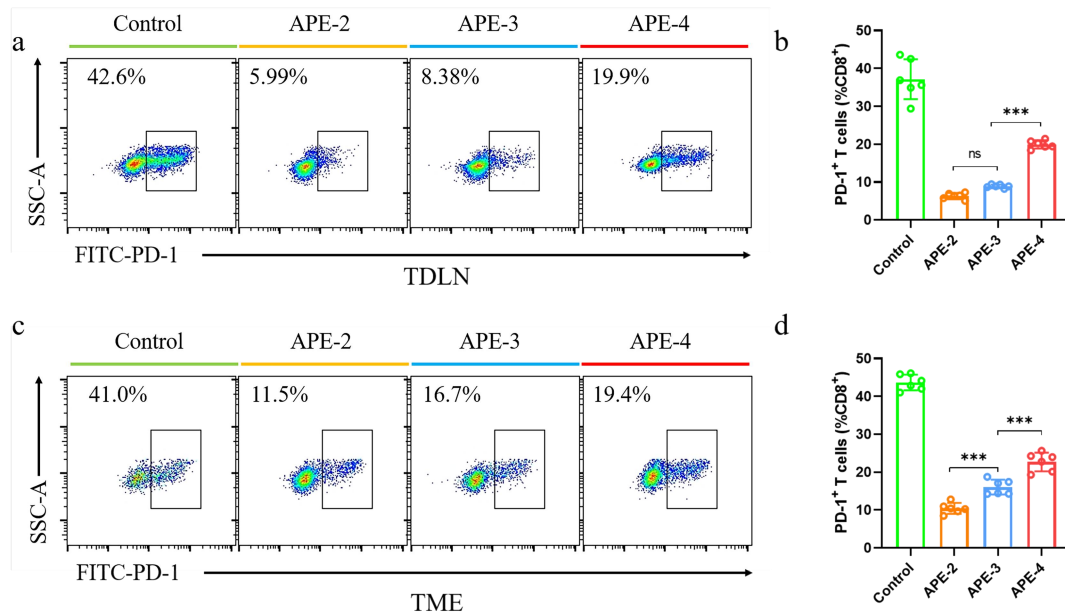 a
Control
APE-2
APE-3
APE-4
SSC-A
42.6%
5.99%
8.38%
19.9%
FITC-PD-1
TDLN
b
PD-1+ T cells (%CD8+)
50
40
30
20
10
0
ns
***
Control
APE-2
APE-3
APE-4
c
Control
APE-2
APE-3
APE-4
SSC-A
41.0%
11.5%
16.7%
19.4%
FITC-PD-1
TME
d
PD-1+ T cells (%CD8+)
50
40
30
20
10
0
***
***
Control
APE-2
APE-3
APE-4